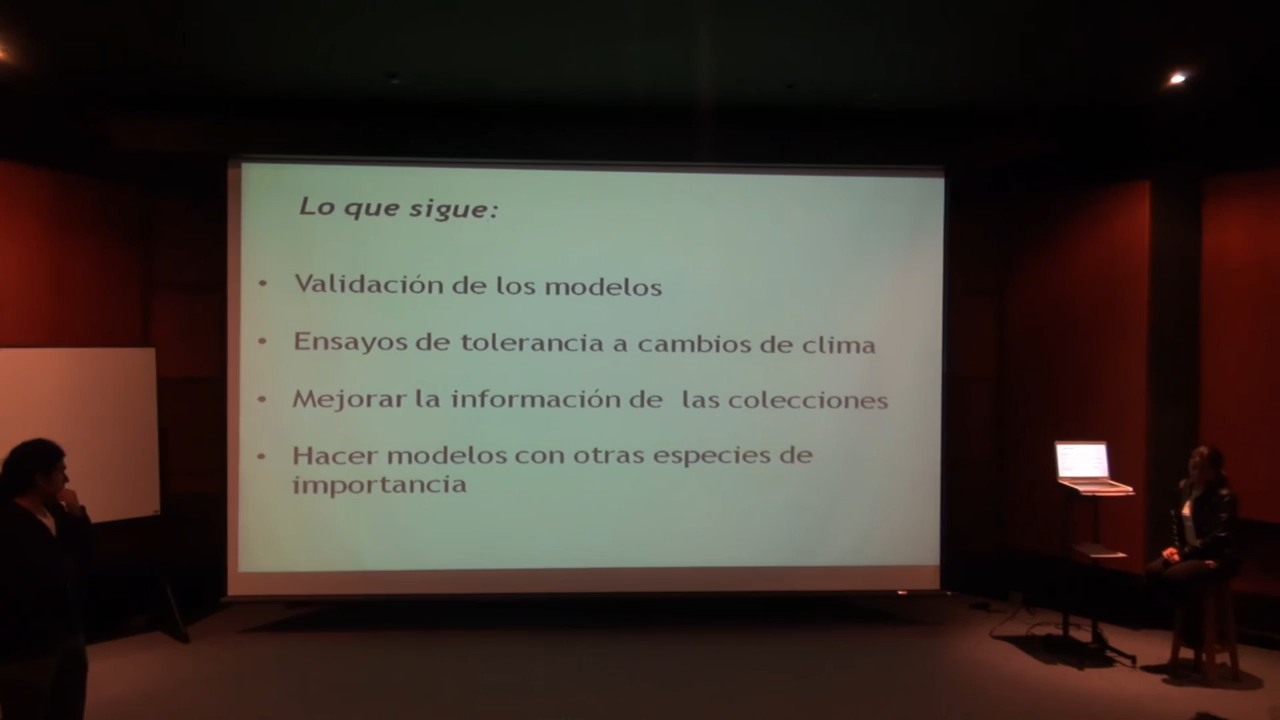 Lo que sigue:
• Validación de los modelos
• Ensayos de tolerancia a cambios de clima
• Mejorar la información de las colecciones
• Hacer modelos con otras especies de
importancia